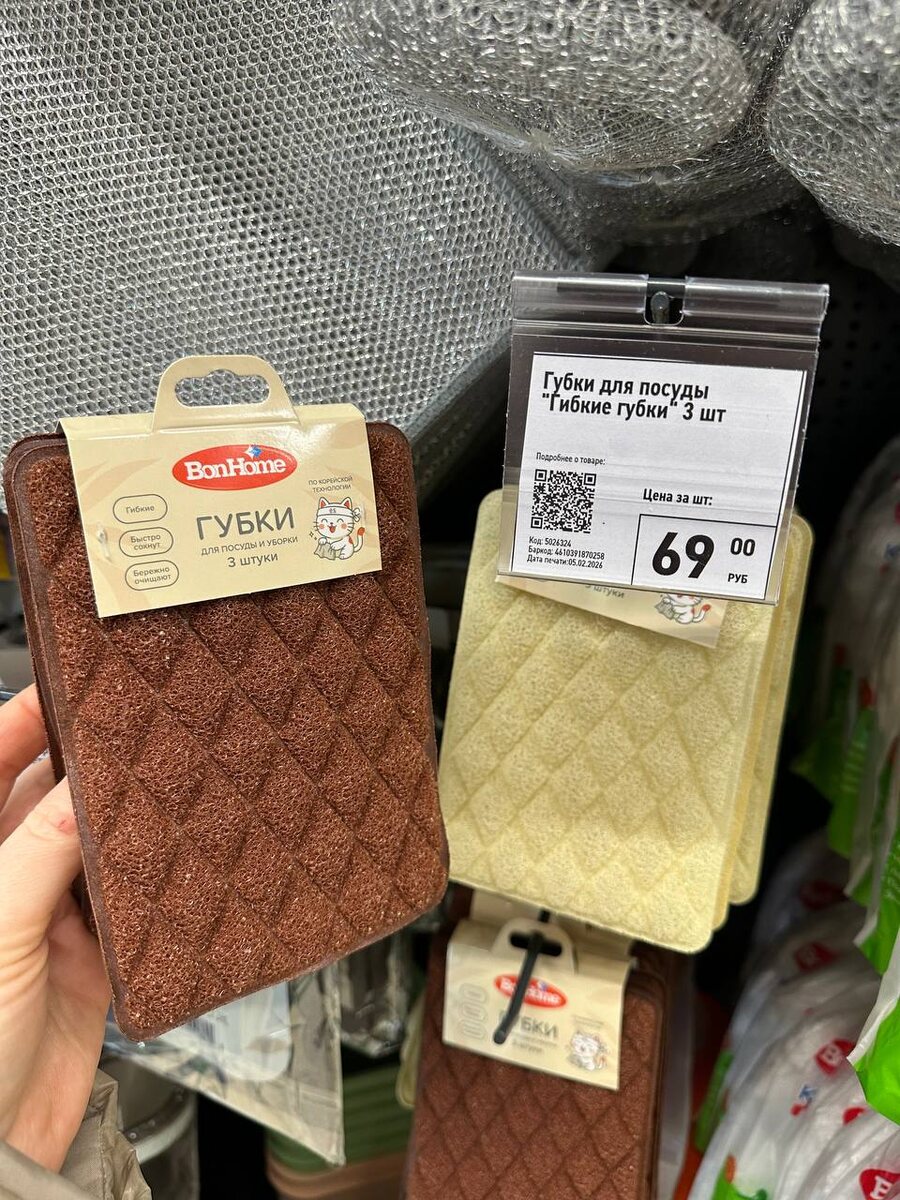 BonHome
ПО КОРЕЙСКОЙ
ТЕХНОЛОГИИ
Гибкие
Быстро
сохнут
Бережно
очищают
ГУБКИ
ДЛЯ ПОСУДЫ И УБОРКИ
3 ШТУКИ
Губки для посуды
"Гибкие губки" 3 шт
Подробнее о товаре:
Цена за шт:
Код: 5026324
Баркод: 4610391870258
Дата печати:05.02.2026
69 00
РУБ
ШТУКИ
BonHome
ГУБКИ